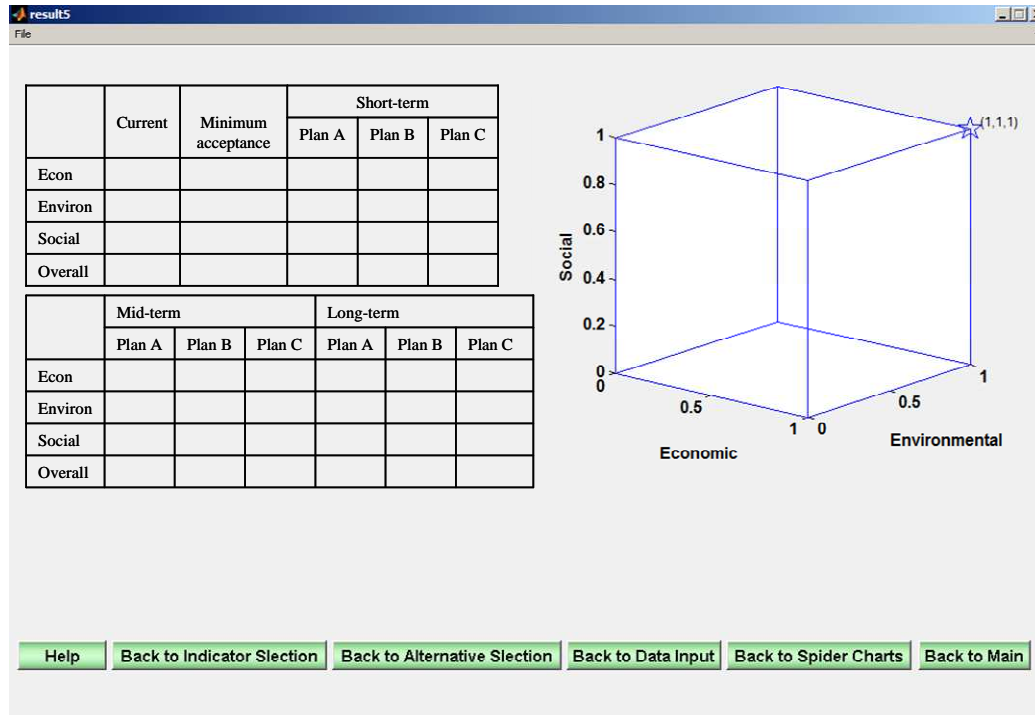 result5
File
Short-term
Current Minimum acceptance Plan A Plan B Plan C
Econ
Environ
Social
Overall
Mid-term Long-term
Plan A Plan B Plan C Plan A Plan B Plan C
Econ
Environ
Social
Overall
(1,1,1)
1
0.8
0.6
0.4
0.2
0
Social
0
0.5
1
Economic
0
0.5
1
Environmental
Help Back to Indicator Slection Back to Alternative Slection Back to Data Input Back to Spider Charts Back to Main